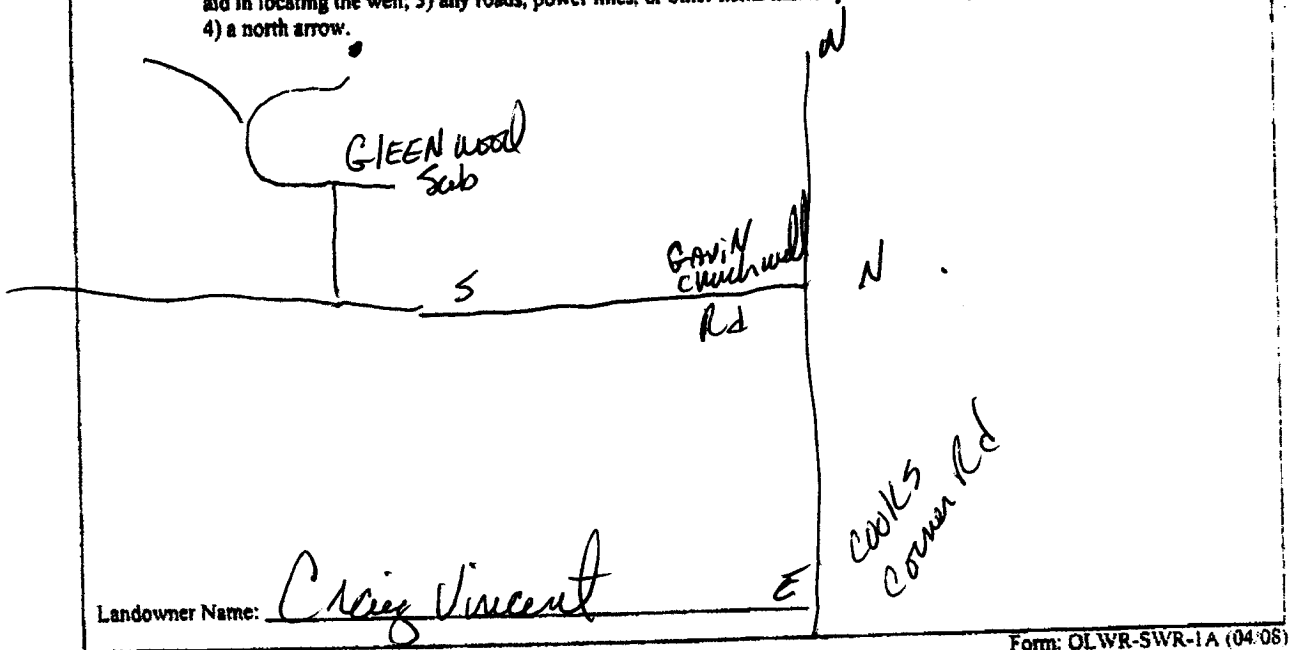 aid in locating the well; 3) any roads, power lines, or other
4) a north arrow.
N
GlEEN wood
Sub
GAViN
Churchwell
Rd
S
N
COOKS
Corner Rd
E
Landowner Name: Craig Vincent
Form: OLWR-SWR-1A (04/08)